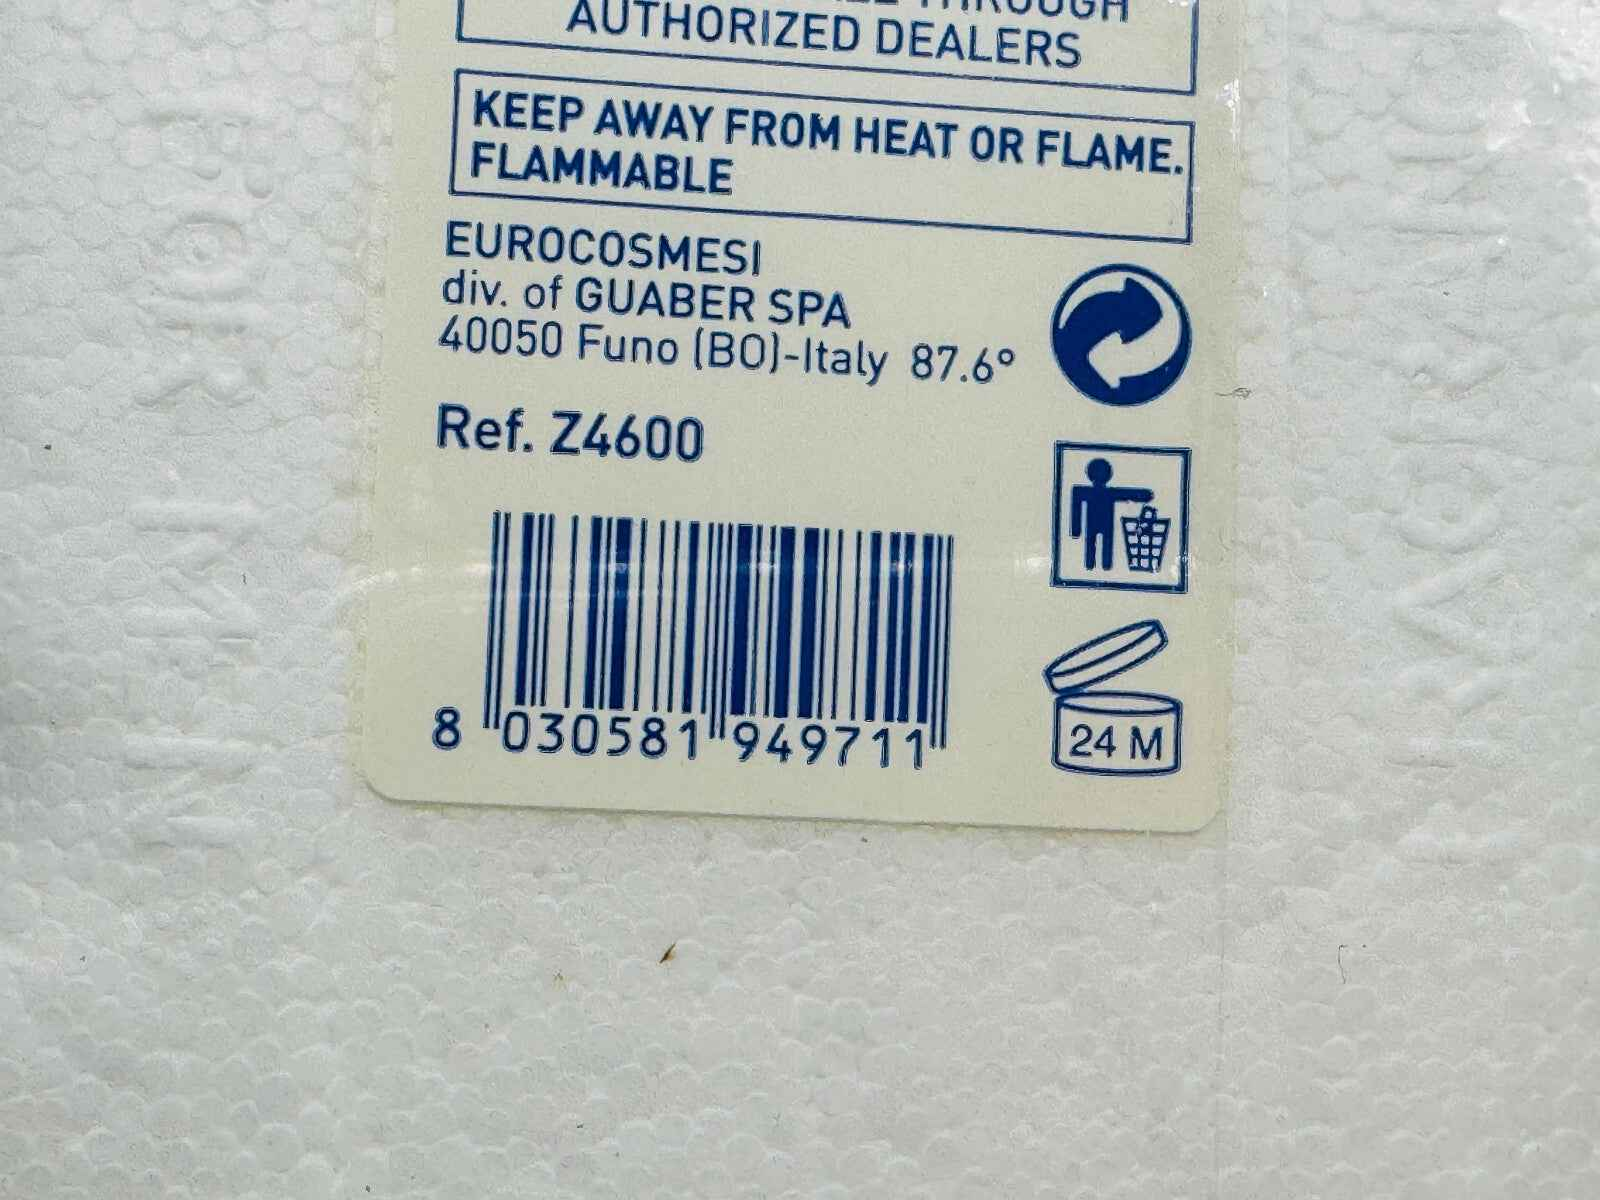 THROUGH
AUTHORIZED DEALERS
KEEP AWAY FROM HEAT OR FLAME.
FLAMMABLE
EUROCOSMESI
div. of GUABER SPA
40050 Funo (BO)-Italy 87.6°
Ref. Z4600
8 030581 949711
24 M